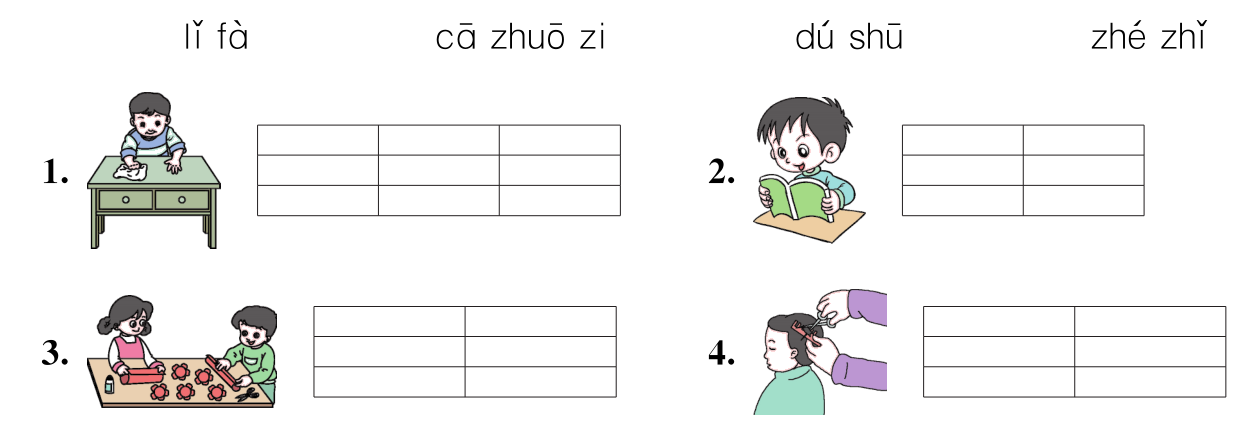 lǐ fà cā zhuō zi dú shū zhé zhǐ
1. 2.
3. 4.